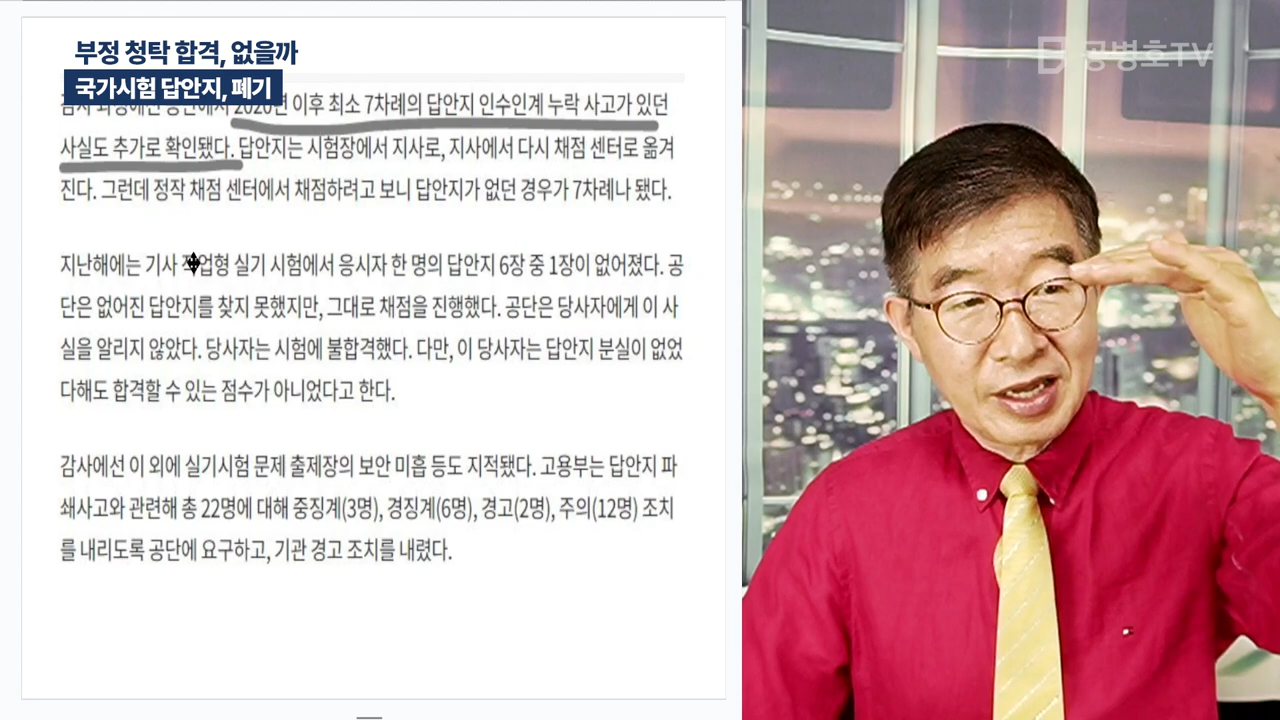 부정 청탁 합격, 없을까
국가시험 답안지, 폐기
공병호TV
2020년 이후 최소 7차례의 답안지 인수인계 누락 사고가 있던
사실도 추가로 확인됐다. 답안지는 시험장에서 지사로, 지사에서 다시 채점 센터로 옮겨
진다. 그런데 정작 채점 센터에서 채점하려고 보니 답안지가 없던 경우가 7차례나 됐다.
지난해에는 기사 작업형 실기 시험에서 응시자 한 명의 답안지 6장 중 1장이 없어졌다. 공
단은 없어진 답안지를 찾지 못했지만, 그대로 채점을 진행했다. 공단은 당사자에게 이 사
실을 알리지 않았다. 당사자는 시험에 불합격했다. 다만, 이 당사자는 답안지 분실이 없었
다해도 합격할 수 있는 점수가 아니었다고 한다.
감사에선 이 외에 실기시험 문제 출제장의 보안 미흡 등도 지적됐다. 고용부는 답안지 파
쇄사고와 관련해 총 22명에 대해 중징계(3명), 경징계(6명), 경고(2명), 주의(12명) 조치
를 내리도록 공단에 요구하고, 기관 경고 조치를 내렸다.